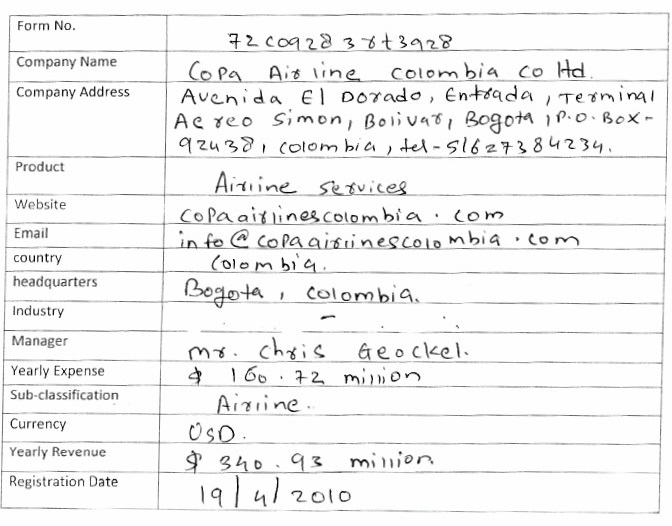 Form No.
72CO928 38t3928
Company Name
Copa Airline Colombia Co ltd.
Company Address
Avenida El Dorado, Entrada, Terminal
Aereo Simon, Bolivar, Bogota, P.O. Box-
92438, Colombia, tel-51627384234.
Product
Airline services
Website
copaairlinescolombia.com
Email
info@copaairlinescolombia.com
country
Colombia.
headquarters
Bogota, Colombia.
Industry
-
Manager
mr. Chris Geockel.
Yearly Expense
$ 160.72 million
Sub-classification
Airline.
Currency
USD.
Yearly Revenue
$ 340.93 million
Registration Date
19/4/2010